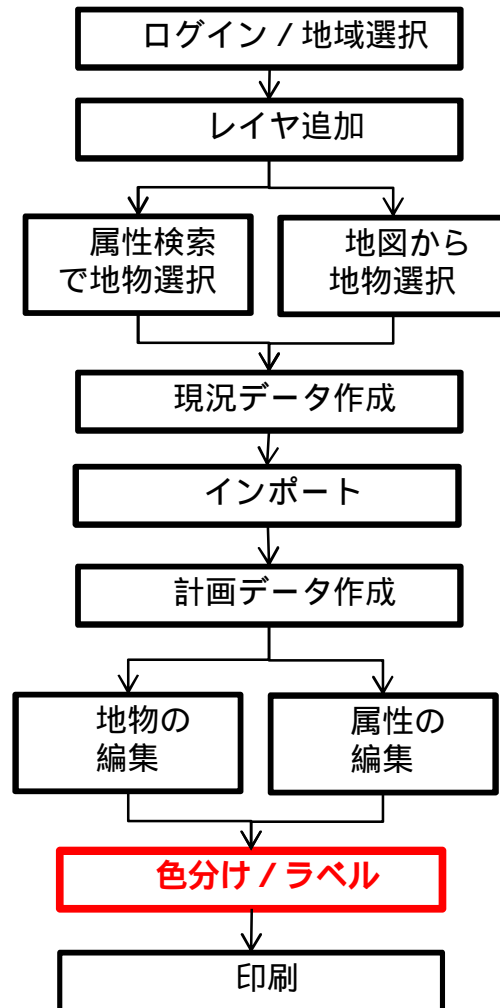 ログイン / 地域選択
レイヤ追加
属性検索
で地物選択
地図から
地物選択
現況データ作成
インポート
計画データ作成
地物の
編集
属性の
編集
色分け / ラベル
印刷